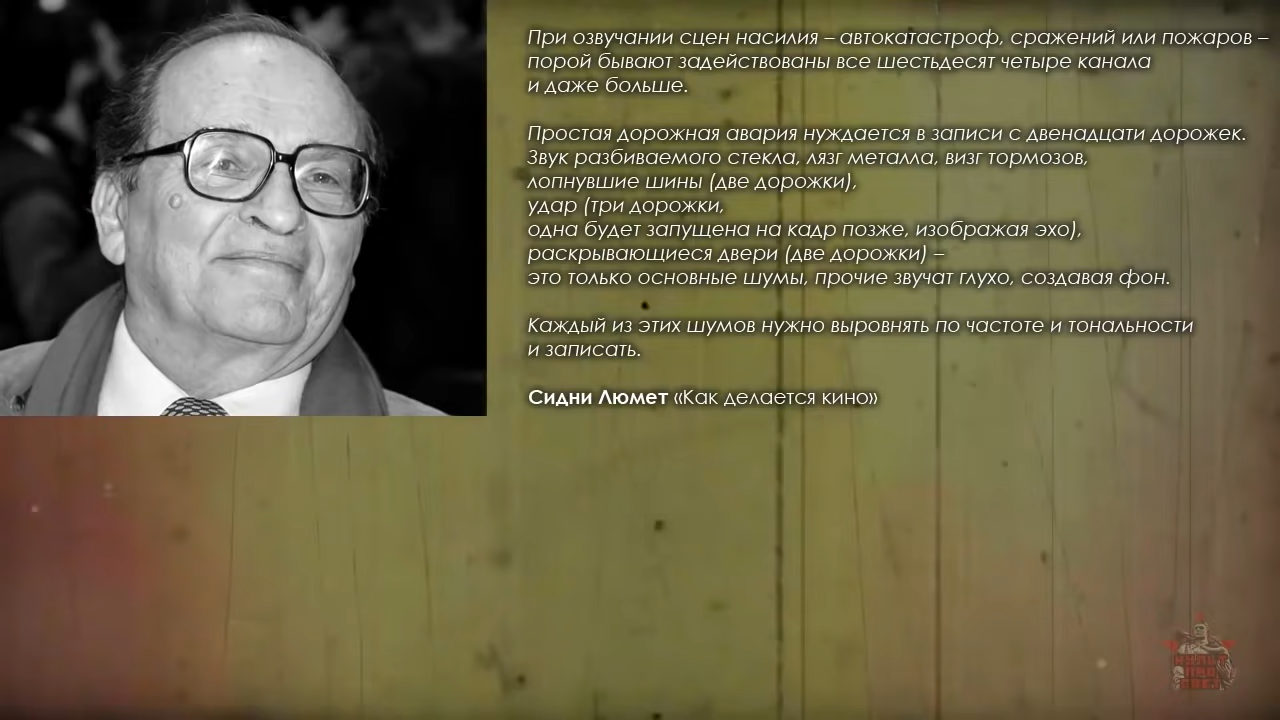 При озвучании сцен насилия – автокатастроф, сражений или пожаров –
порой бывают задействованы все шестьдесят четыре канала
и даже больше.
Простая дорожная авария нуждается в записи с двенадцати дорожек.
Звук разбиваемого стекла, лязг металла, визг тормозов,
лопнувшие шины (две дорожки),
удар (три дорожки,
одна будет запущена на кадр позже, изображая эхо),
раскрывающиеся двери (две дорожки) –
это только основные шумы, прочие звучат глухо, создавая фон.
Каждый из этих шумов нужно выровнять по частоте и тональности
и записать.
Сидни Люмет «Как делается кино»